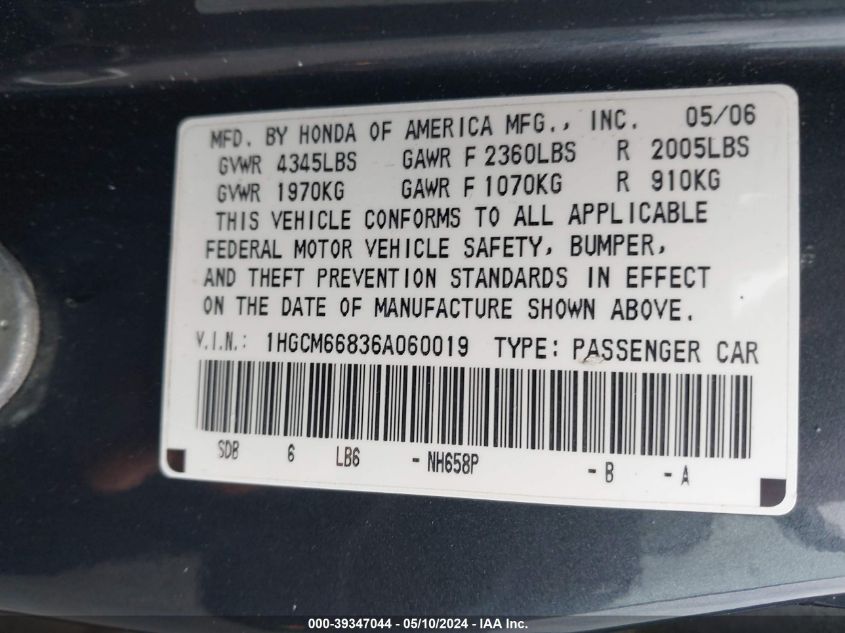 MFD. BY HONDA OF AMERICA MFG., INC. 05/06
GVWR 4345LBS GAWR F 2360LBS R 2005LBS
GVWR 1970KG GAWR F 1070KG R 910KG
THIS VEHICLE CONFORMS TO ALL APPLICABLE
FEDERAL MOTOR VEHICLE SAFETY, BUMPER,
AND THEFT PREVENTION STANDARDS IN EFFECT
ON THE DATE OF MANUFACTURE SHOWN ABOVE.
V.I.N.: 1HGCM66836A060019 TYPE: PASSENGER CAR
SDB 6 LB6 -NH658P -B -A
000-39347044 - 05/10/2024 - IAA Inc.